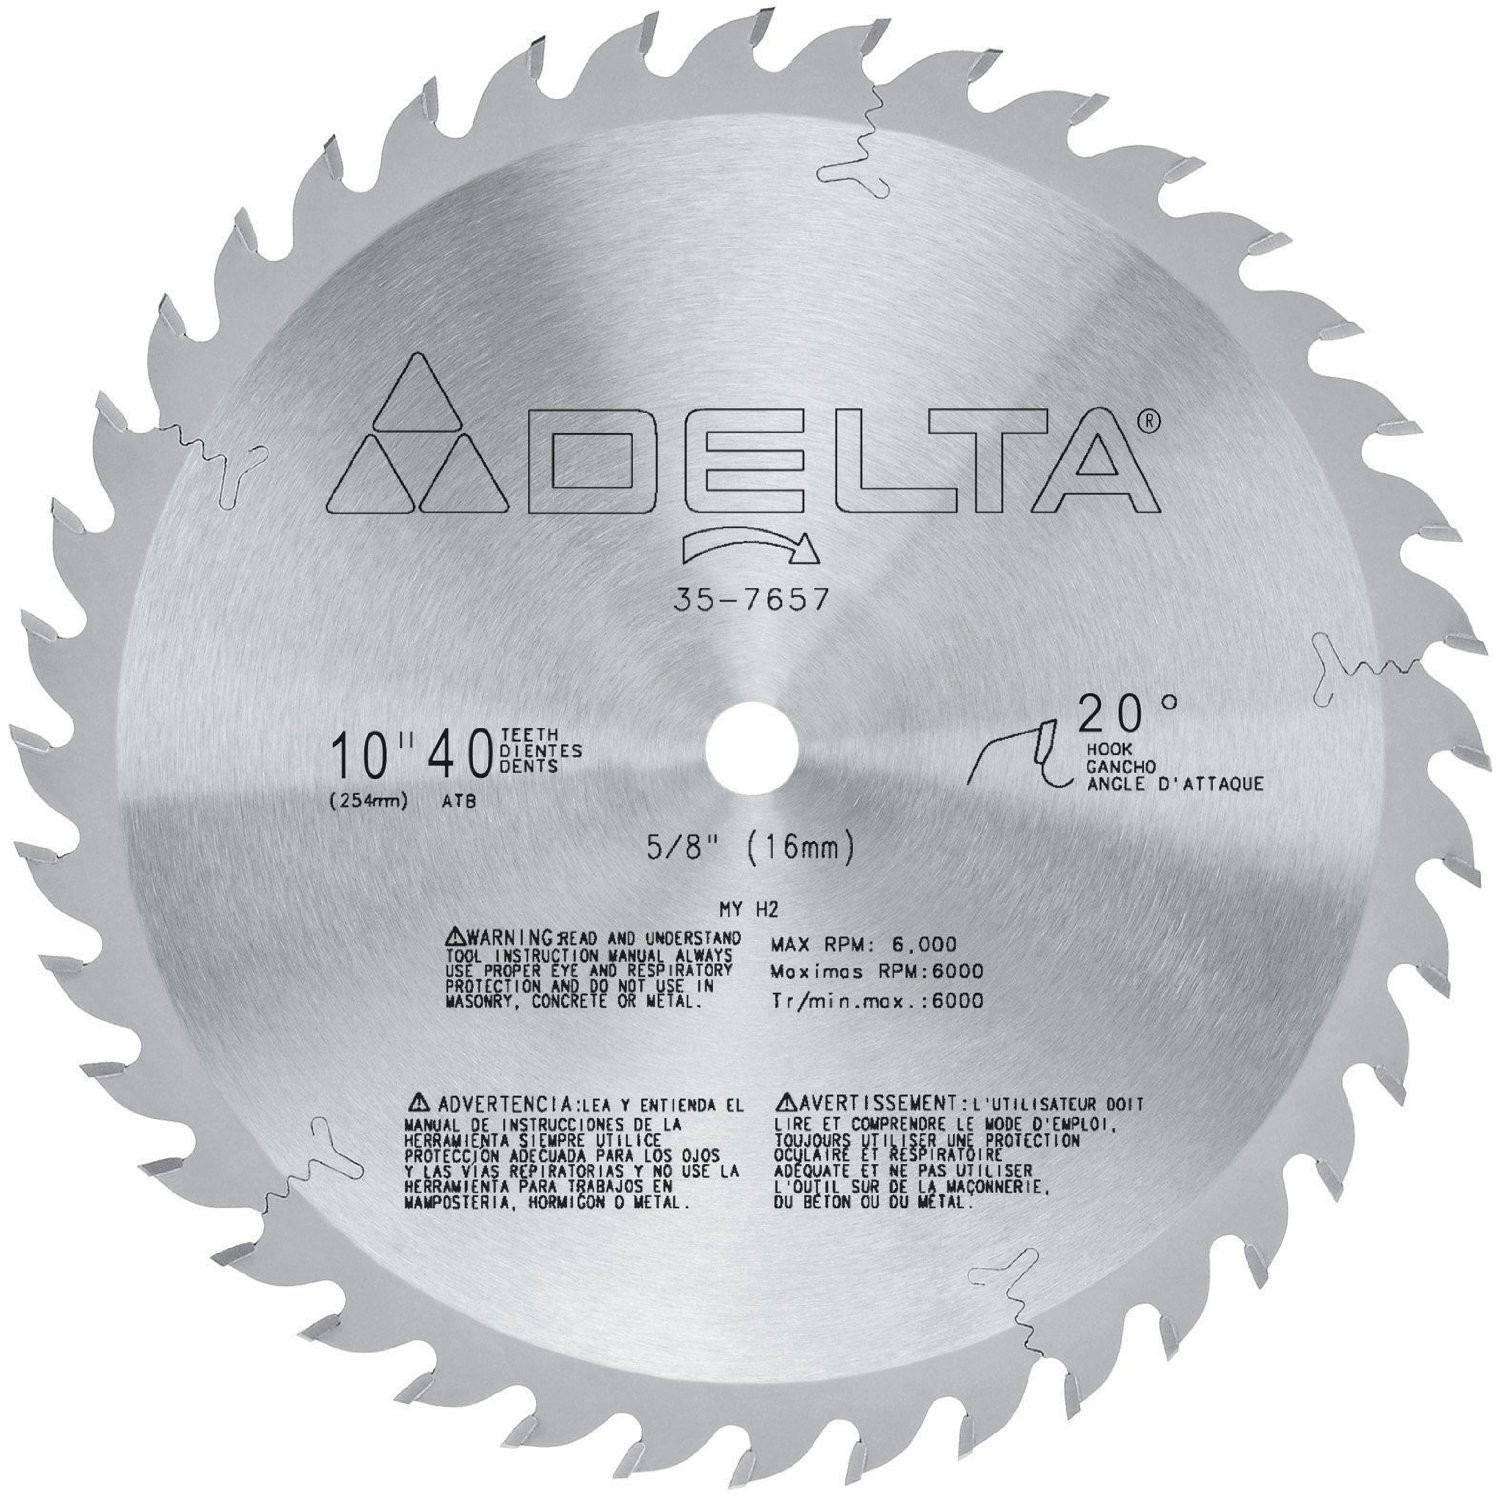 DELTA®
35-7657
10" 40 TEETH
DIENTES
DENTS
(254mm) ATB
20°
HOOK
GANCHO
ANGLE D'ATTAQUE
5/8" (16mm)
MY H2
⚠WARNING:READ AND UNDERSTAND
TOOL INSTRUCTION MANUAL ALWAYS
USE PROPER EYE AND RESPIRATORY
PROTECTION AND DO NOT USE IN
MASONRY, CONCRETE OR METAL.
MAX RPM: 6,000
Maximas RPM:6000
Tr/min.max.:6000
⚠ ADVERTENCIA:LEA Y ENTIENDA EL
MANUAL DE INSTRUCCIONES DE LA
HERRAMIENTA SIEMPRE UTILICE
PROTECCIÓN ADECUADA PARA LOS OJOS
Y LAS VÍAS REPIRATORIAS Y NO USE LA
HERRAMIENTA PARA TRABAJOS EN
MAMPOSTERIA, HORMIGÓN O METAL.
⚠AVERTISSEMENT:L'UTILISATEUR DOIT
LIRE ET COMPRENDRE LE MODE D'EMPLOI,
TOUJOURS UTILISER UNE PROTECTION
OCULAIRE ET RESPIRATOIRE
ADÉQUATE ET NE PAS UTILISER
L'OUTIL SUR DE LA MAÇONNERIE,
DU BÉTON OU DU MÉTAL.